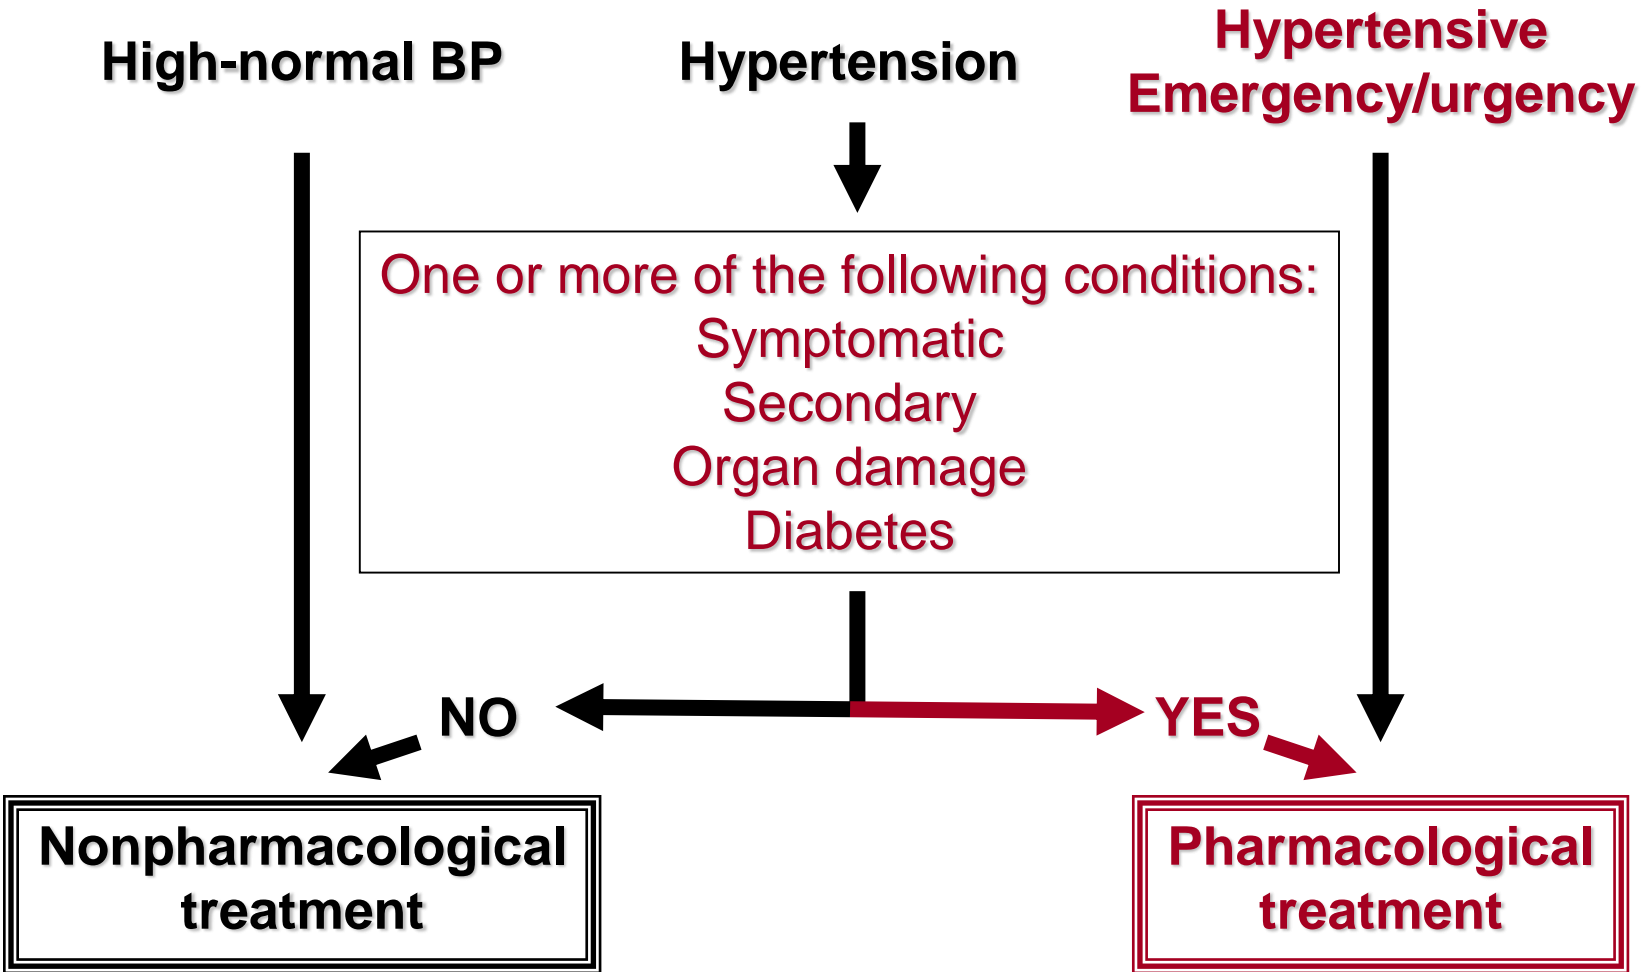 High-normal BP
Hypertension
Hypertensive
Emergency/urgency
One or more of the following conditions:
Symptomatic
Secondary
Organ damage
Diabetes
NO
YES
Nonpharmacological
treatment
Pharmacological
treatment